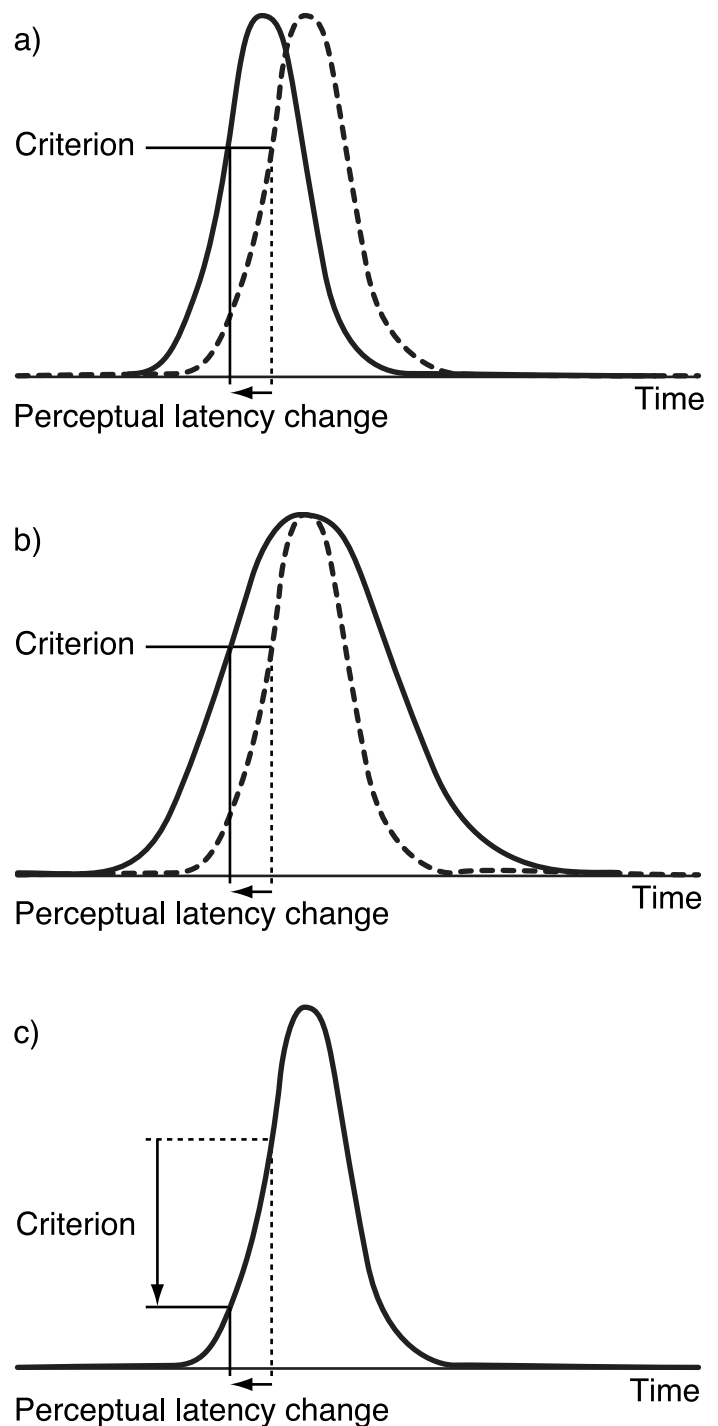 a)
Criterion
Time
Perceptual latency change
b)
Criterion
Time
Perceptual latency change
c)
Criterion
Time
Perceptual latency change